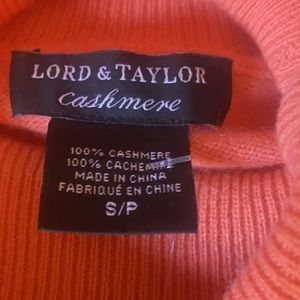 LORD & TAYLOR
cashmere
100% CASHMERE
100% CACHEMIRE
MADE IN CHINA
FABRIQUÉ EN CHINE
S/P